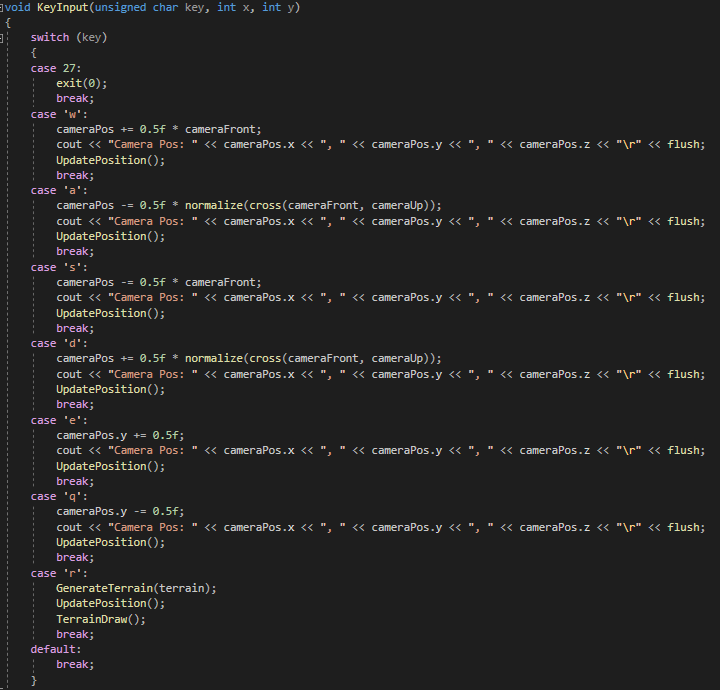 void KeyInput(unsigned char key, int x, int y)
{
    switch (key)
    {
    case 27:
        exit(0);
        break;
    case 'w':
        cameraPos += 0.5f * cameraFront;
        cout << "Camera Pos: " << cameraPos.x << ", " << cameraPos.y << ", " << cameraPos.z << "\r" << flush;
        UpdatePosition();
        break;
    case 'a':
        cameraPos -= 0.5f * normalize(cross(cameraFront, cameraUp));
        cout << "Camera Pos: " << cameraPos.x << ", " << cameraPos.y << ", " << cameraPos.z << "\r" << flush;
        UpdatePosition();
        break;
    case 's':
        cameraPos -= 0.5f * cameraFront;
        cout << "Camera Pos: " << cameraPos.x << ", " << cameraPos.y << ", " << cameraPos.z << "\r" << flush;
        UpdatePosition();
        break;
    case 'd':
        cameraPos += 0.5f * normalize(cross(cameraFront, cameraUp));
        cout << "Camera Pos: " << cameraPos.x << ", " << cameraPos.y << ", " << cameraPos.z << "\r" << flush;
        UpdatePosition();
        break;
    case 'e':
        cameraPos.y += 0.5f;
        cout << "Camera Pos: " << cameraPos.x << ", " << cameraPos.y << ", " << cameraPos.z << "\r" << flush;
        UpdatePosition();
        break;
    case 'q':
        cameraPos.y -= 0.5f;
        cout << "Camera Pos: " << cameraPos.x << ", " << cameraPos.y << ", " << cameraPos.z << "\r" << flush;
        UpdatePosition();
        break;
    case 'r':
        GenerateTerrain(terrain);
        UpdatePosition();
        TerrainDraw();
        break;
    default:
        break;
    }